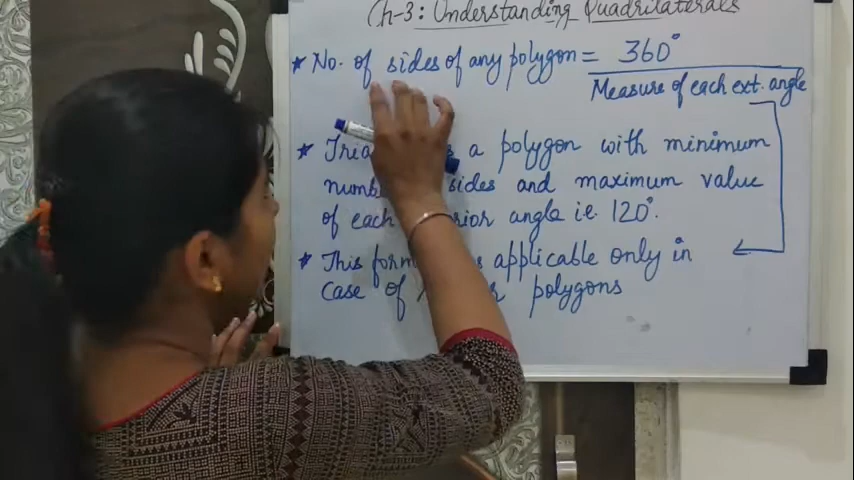 Ch-3: Understanding Quadrilaterals
★ No. of sides of any polygon = 360°
Measure of each ext. angle
★ a polygon with minimum
sides and maximum value
of each angle i.e. 120°.
★ This applicable only in
case of polygons